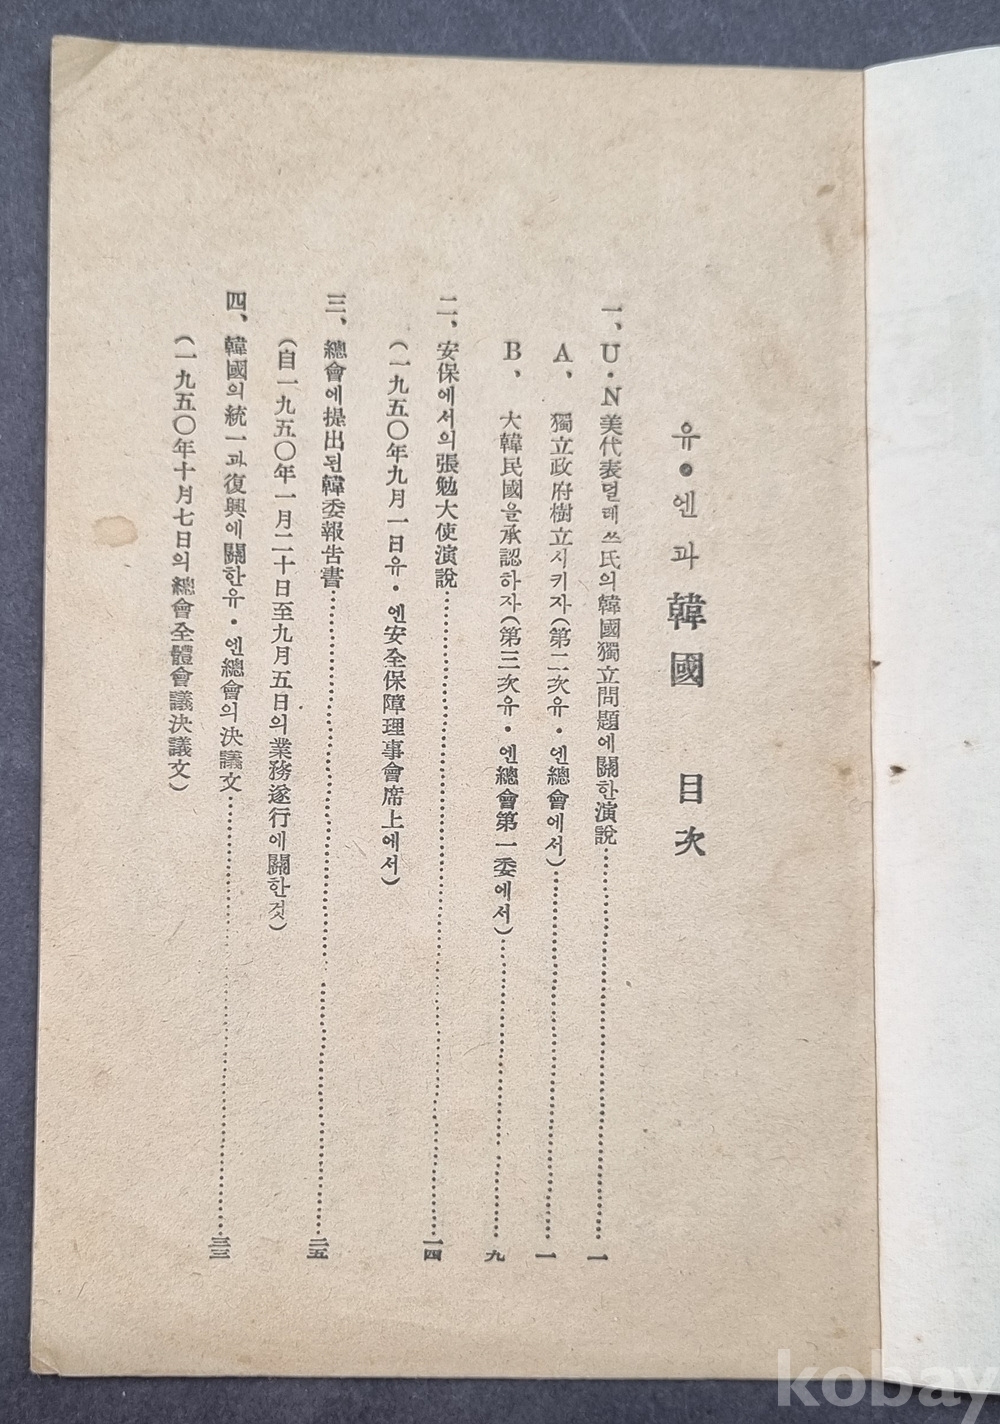 유·엔과韓國 目次
一、U·N美代表덜레쓰氏의韓國獨立問題에關한演說…………一
A、獨立政府樹立시키자(第二次유·엔總會에서)…………一
B、大韓民國을承認하자(第三次유·엔總會第一委에서)…………九
二、安保에서의張勉大使演說…………一四
(一九五〇年九月一日유·엔安全保障理事會席上에서)
三、總會에提出된韓委報告書…………二五
(自一九五〇年一月二十日至九月五日의業務遂行에關한것)
四、韓國의統一과復興에關한유·엔總會의決議文…………三三
(一九五〇年十月七日의總會全體會議決議文)
kobay